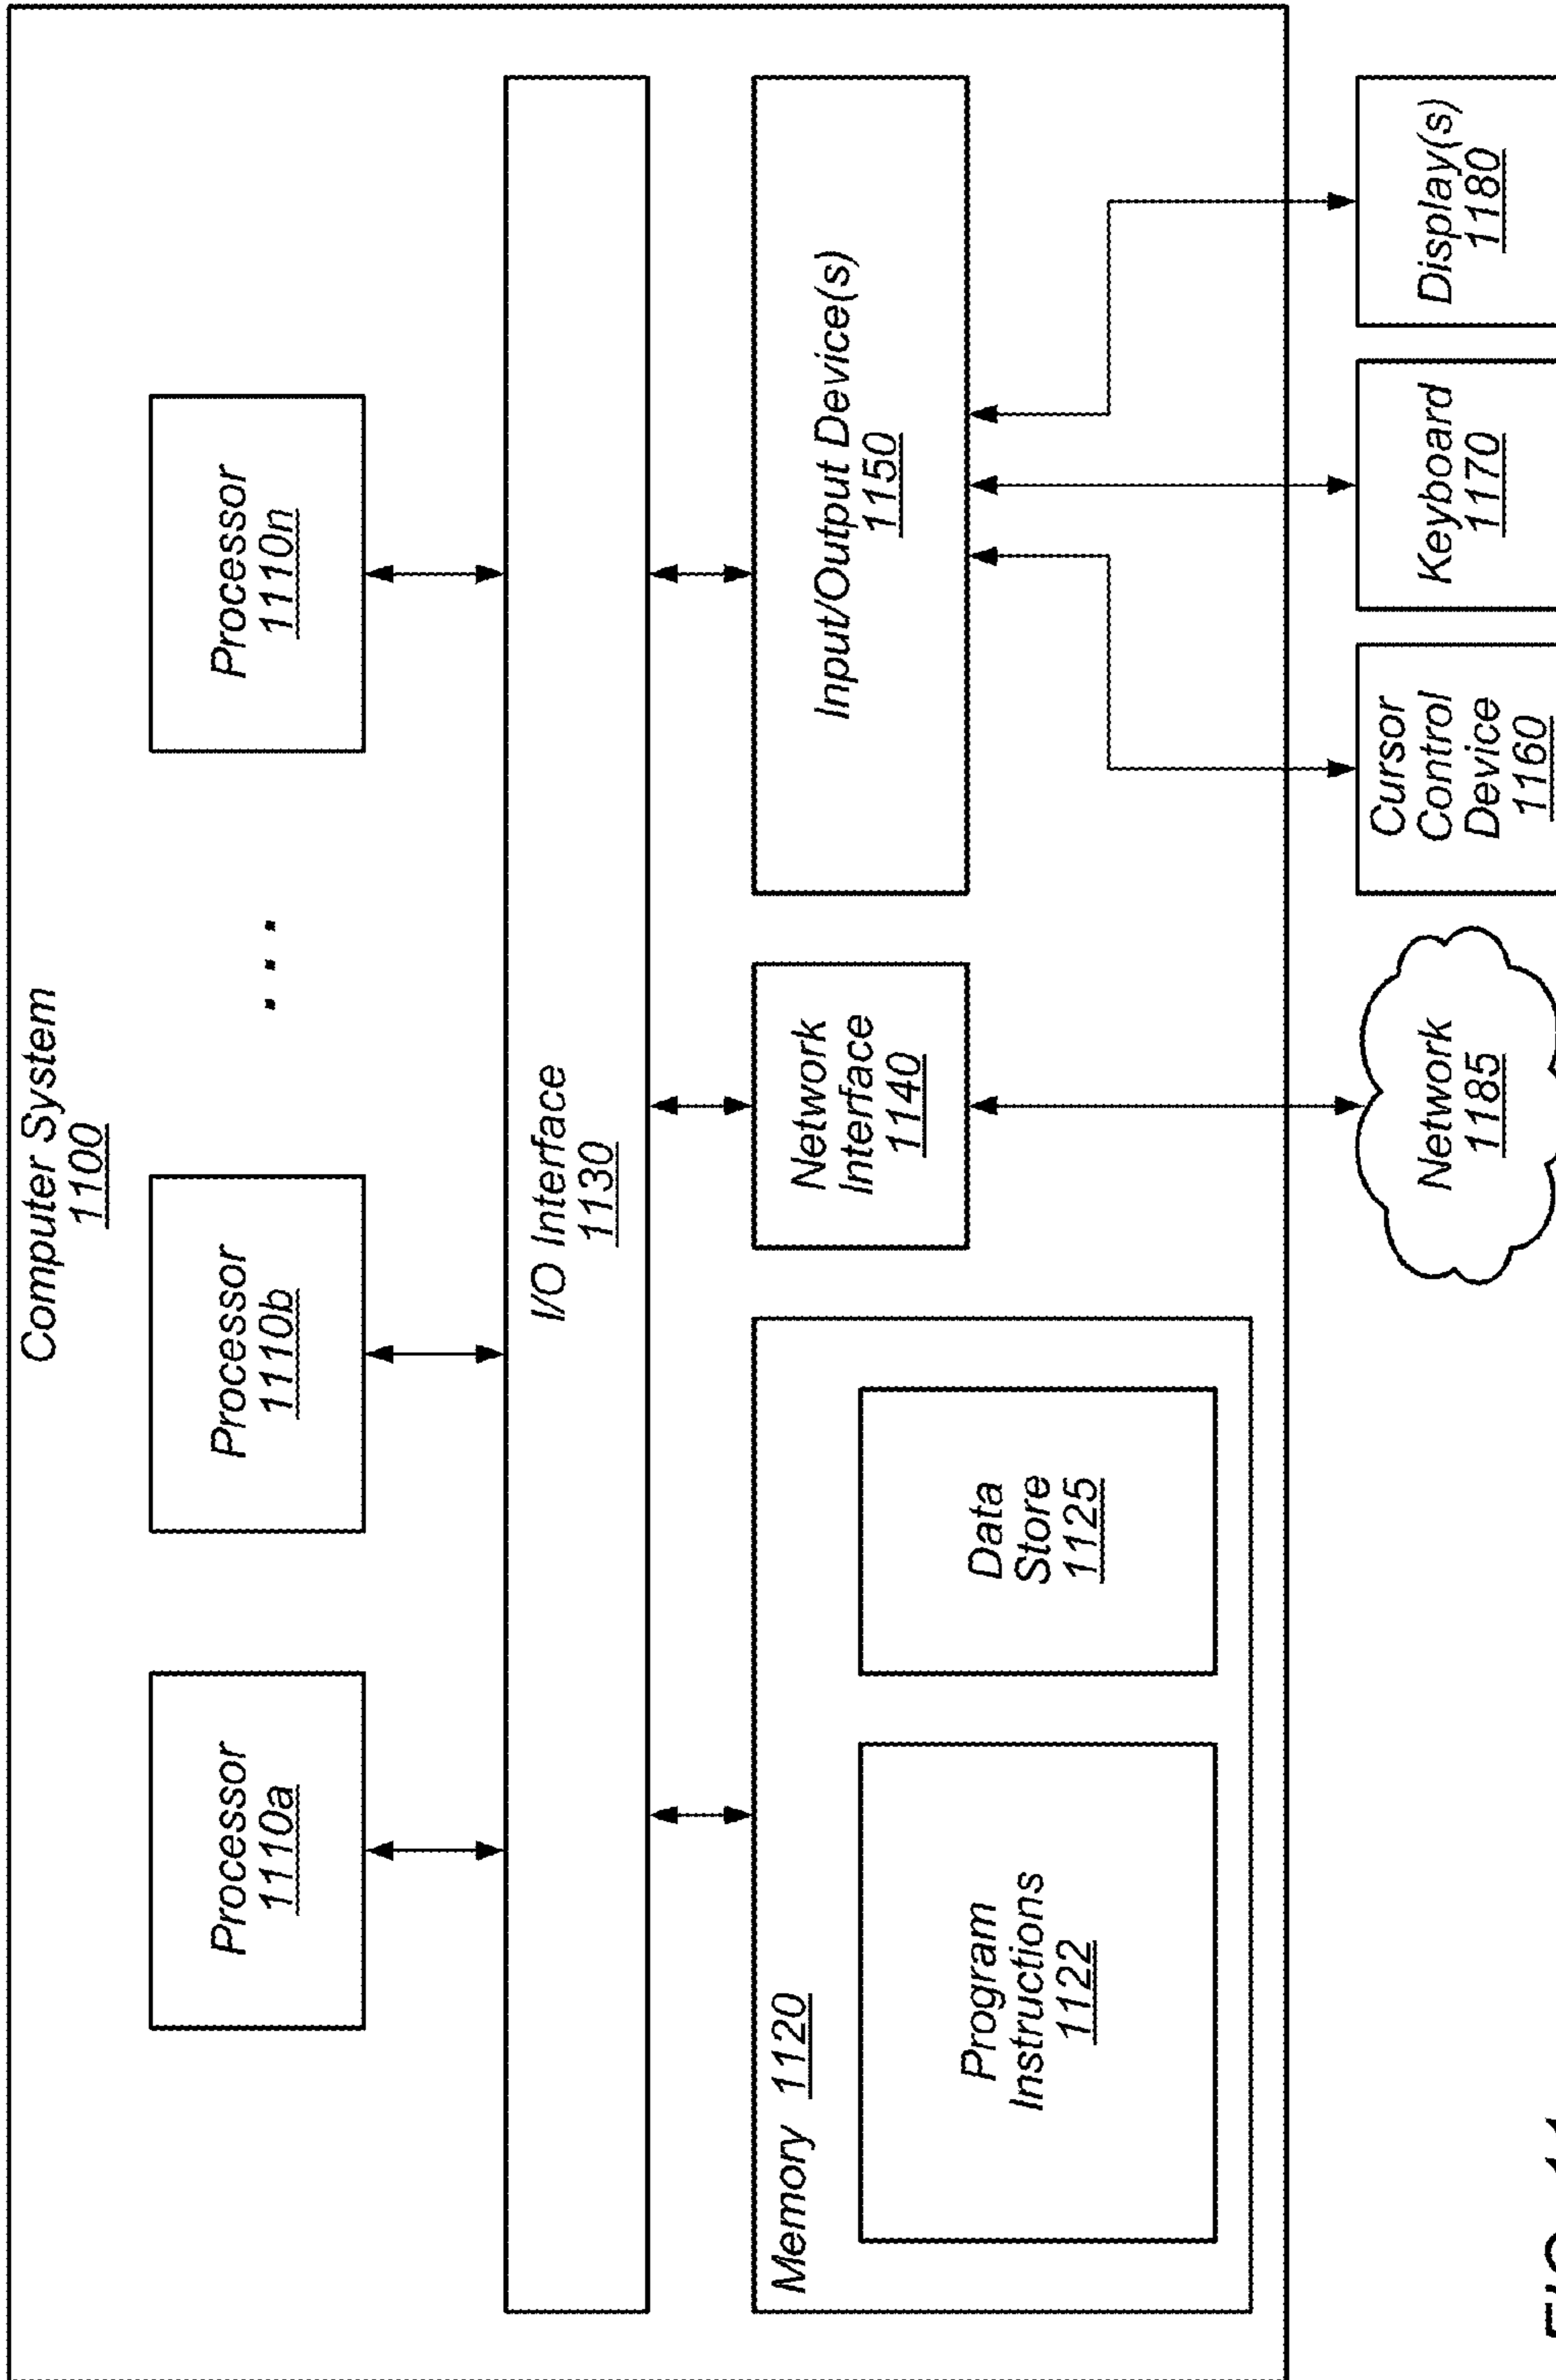 Computer System
1100
Processor
1110a
Processor
1110b
. . .
Processor
1110n
I/O Interface
1130
Memory 1120
Program
Instructions
1122
Data
Store
1125
Network
Interface
1140
Input/Output Device(s)
1150
Network
1185
Cursor
Control
Device
1160
Keyboard
1170
Display(s)
1180